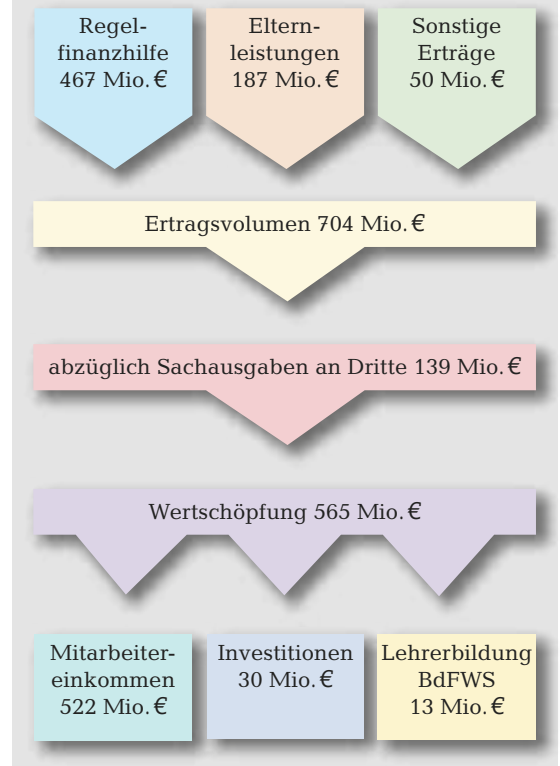 Regel-
finanzhilfe
467 Mio. €
Eltern-
leistungen
187 Mio. €
Sonstige
Erträge
50 Mio. €
Ertragsvolumen 704 Mio. €
abzüglich Sachausgaben an Dritte 139 Mio. €
Wertschöpfung 565 Mio. €
Mitarbeiter-
einkommen
522 Mio. €
Investitionen
30 Mio. €
Lehrerbildung
BdFWS
13 Mio. €